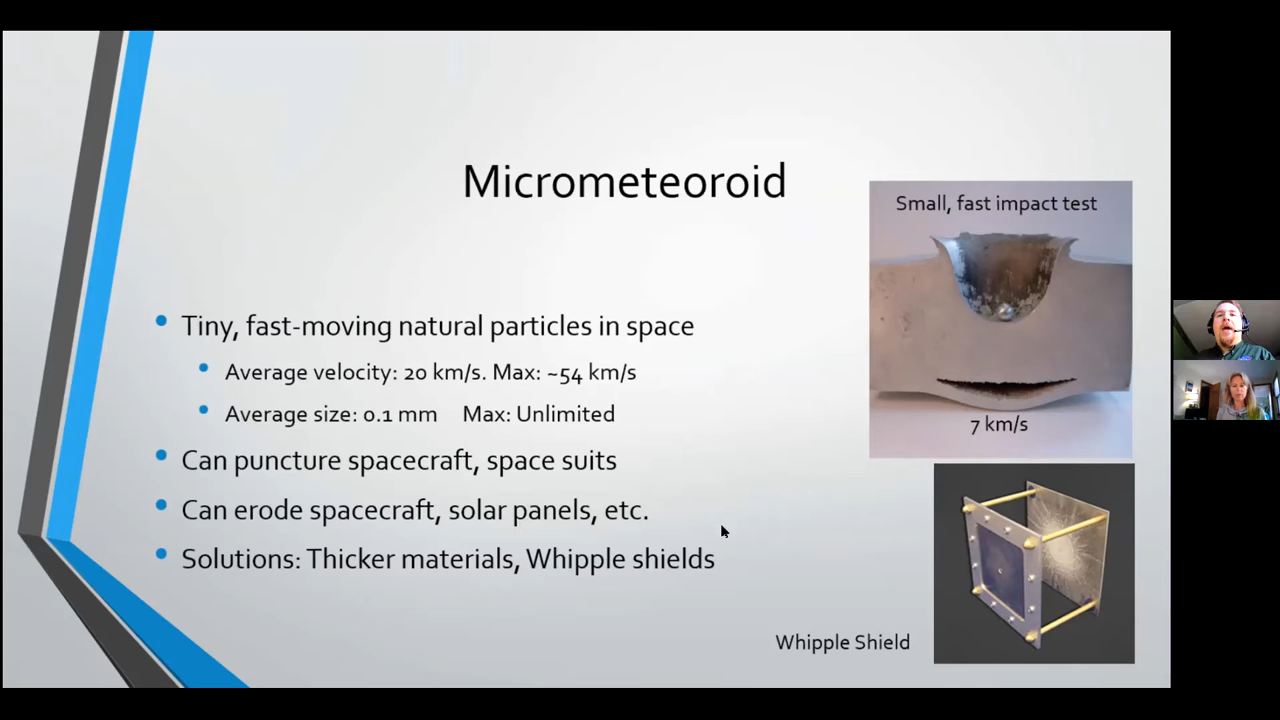 Micrometeoroid
Small, fast impact test
Tiny, fast-moving natural particles in space
Average velocity: 20 km/s. Max: ~54 km/s
Average size: 0.1 mm Max: Unlimited
7 km/s
Can puncture spacecraft, space suits
Can erode spacecraft, solar panels, etc.
Solutions: Thicker materials, Whipple shields
Whipple Shield